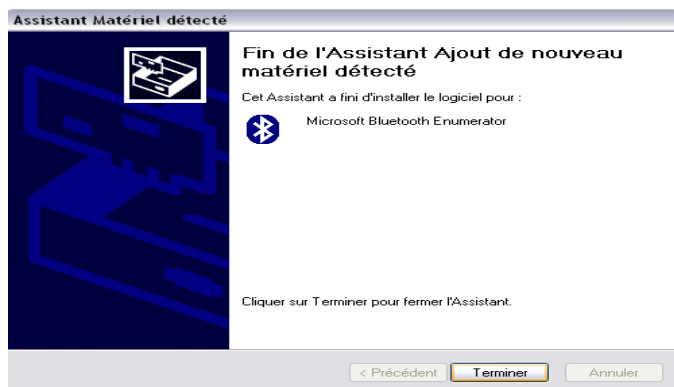 Assistant Matériel détecté
Fin de l'Assistant Ajout de nouveau
matériel détecté
Cet Assistant a fini d'installer le logiciel pour :
Microsoft Bluetooth Enumerator
Cliquer sur Terminer pour fermer l'Assistant.
< Précédent Terminer Annuler